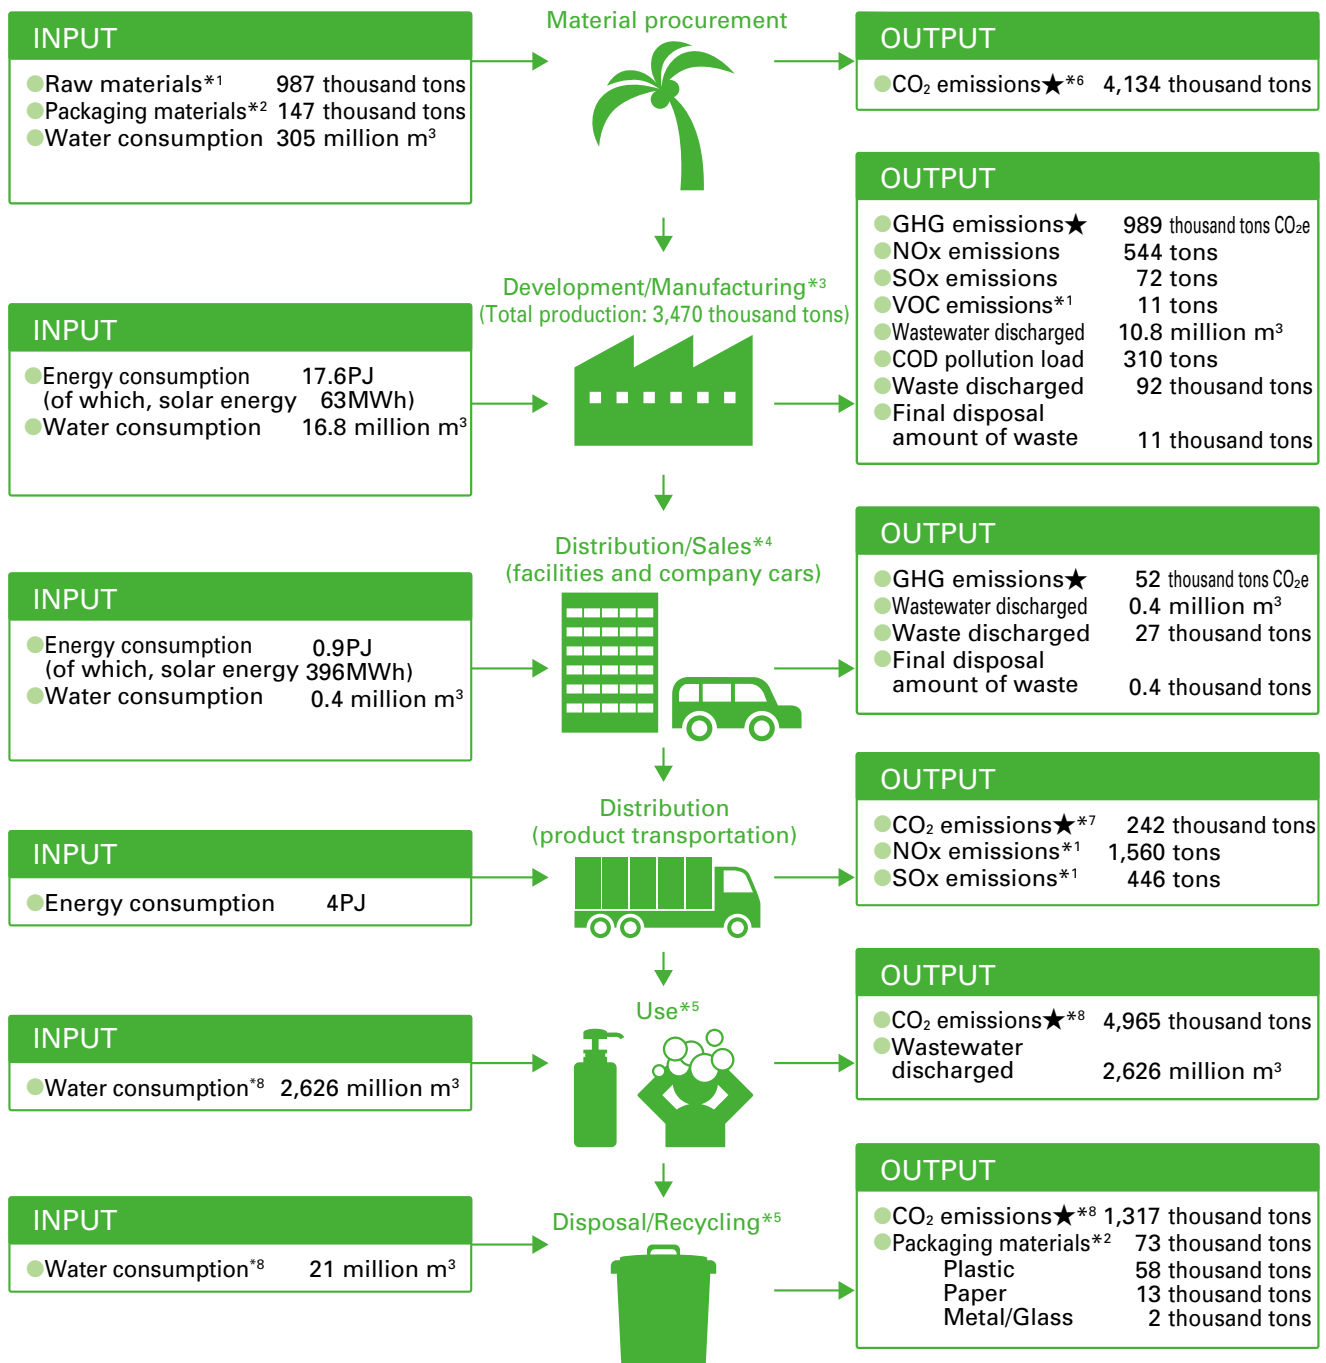 Material procurement
INPUT
Raw materials*1 987 thousand tons
Packaging materials*2 147 thousand tons
Water consumption 305 million m³
OUTPUT
CO₂ emissions★*6 4,134 thousand tons
Development/Manufacturing*3
(Total production: 3,470 thousand tons)
INPUT
Energy consumption 17.6PJ
(of which, solar energy 63MWh)
Water consumption 16.8 million m³
OUTPUT
GHG emissions★ 989 thousand tons CO₂e
NOx emissions 544 tons
SOx emissions 72 tons
VOC emissions*1 11 tons
Wastewater discharged 10.8 million m³
COD pollution load 310 tons
Waste discharged 92 thousand tons
Final disposal
amount of waste 11 thousand tons
Distribution/Sales*4
(facilities and company cars)
INPUT
Energy consumption 0.9PJ
(of which, solar energy 396MWh)
Water consumption 0.4 million m³
OUTPUT
GHG emissions★ 52 thousand tons CO₂e
Wastewater discharged 0.4 million m³
Waste discharged 27 thousand tons
Final disposal
amount of waste 0.4 thousand tons
Distribution
(product transportation)
INPUT
Energy consumption 4PJ
OUTPUT
CO₂ emissions★*7 242 thousand tons
NOx emissions*1 1,560 tons
SOx emissions*1 446 tons
Use*5
INPUT
Water consumption*8 2,626 million m³
OUTPUT
CO₂ emissions★*8 4,965 thousand tons
Wastewater
discharged 2,626 million m³
Disposal/Recycling*5
INPUT
Water consumption*8 21 million m³
OUTPUT
CO₂ emissions★*8 1,317 thousand tons
Packaging materials*2 73 thousand tons
Plastic 58 thousand tons
Paper 13 thousand tons
Metal/Glass 2 thousand tons